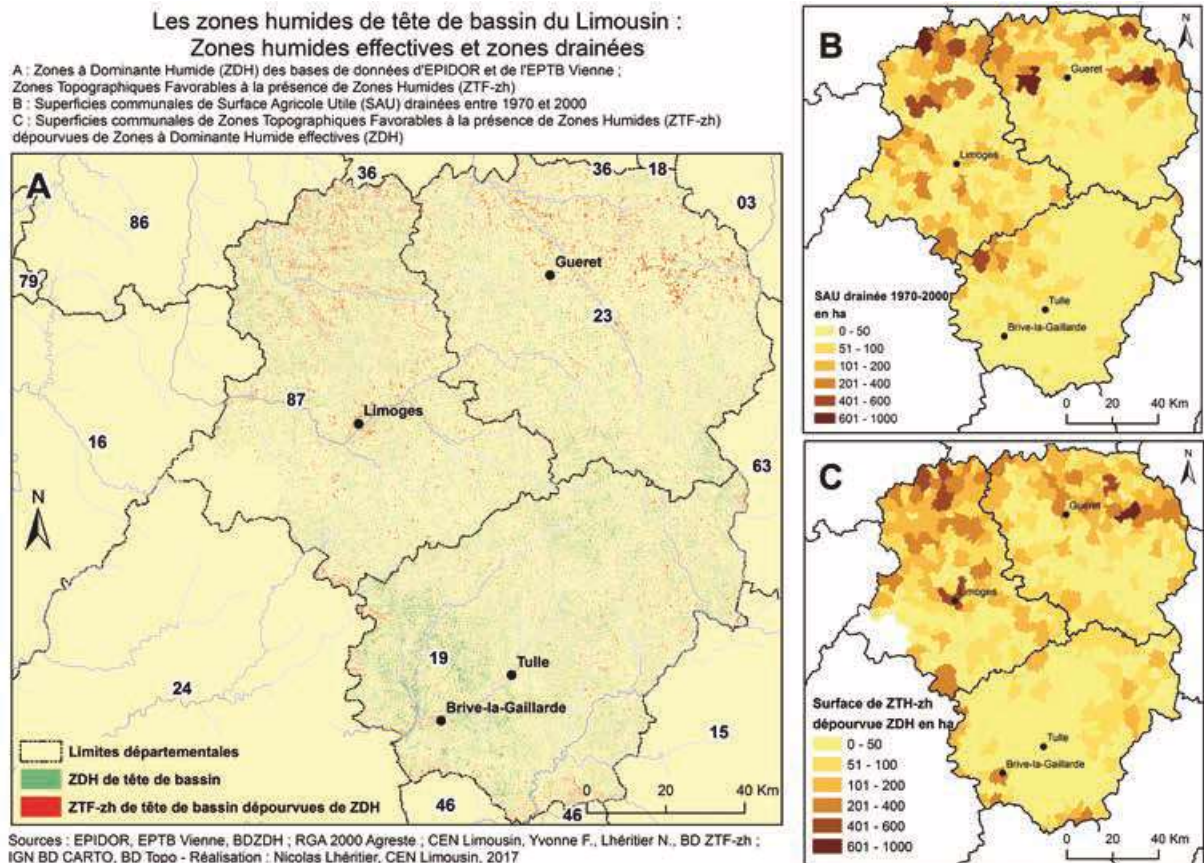 Les zones humides de tête de bassin du Limousin :
Zones humides effectives et zones drainées
A : Zones à Dominante Humide (ZDH) des bases de données d'EPIDOR et de l'EPTB Vienne ;
Zones Topographiques Favorables à la présence de Zones Humides (ZTF-zh)
B : Superficies communales de Surface Agricole Utile (SAU) drainées entre 1970 et 2000
C : Superficies communales de Zones Topographiques Favorables à la présence de Zones Humides (ZTF-zh)
dépourvues de Zones à Dominante Humide effectives (ZDH)
A
36
36
18
03
86
79
Gueret
23
87
Limoges
16
63
N
19
Tulle
24
Brive-la-Gaillarde
15
46
46
Limites départementales
ZDH de tête de bassin
ZTF-zh de tête de bassin dépourvues de ZDH
0 20 40 Km
Sources : EPIDOR, EPTB Vienne, BDZDH ; RGA 2000 Agreste ; CEN Limousin, Yvonne F., Lhéritier N., BD ZTF-zh ;
IGN BD CARTO, BD Topo - Réalisation : Nicolas Lhéritier, CEN Limousin, 2017
B
N
Gueret
Limoges
Tulle
Brive-la-Gaillarde
SAU drainée 1970-2000
en ha
0 - 50
51 - 100
101 - 200
201 - 400
401 - 600
601 - 1000
0 20 40 Km
C
N
Gueret
Limoges
Tulle
Brive-la-Gaillarde
Surface de ZTH-zh
dépourvue ZDH en ha
0 - 50
51 - 100
101 - 200
201 - 400
401 - 600
601 - 1000
0 20 40 Km